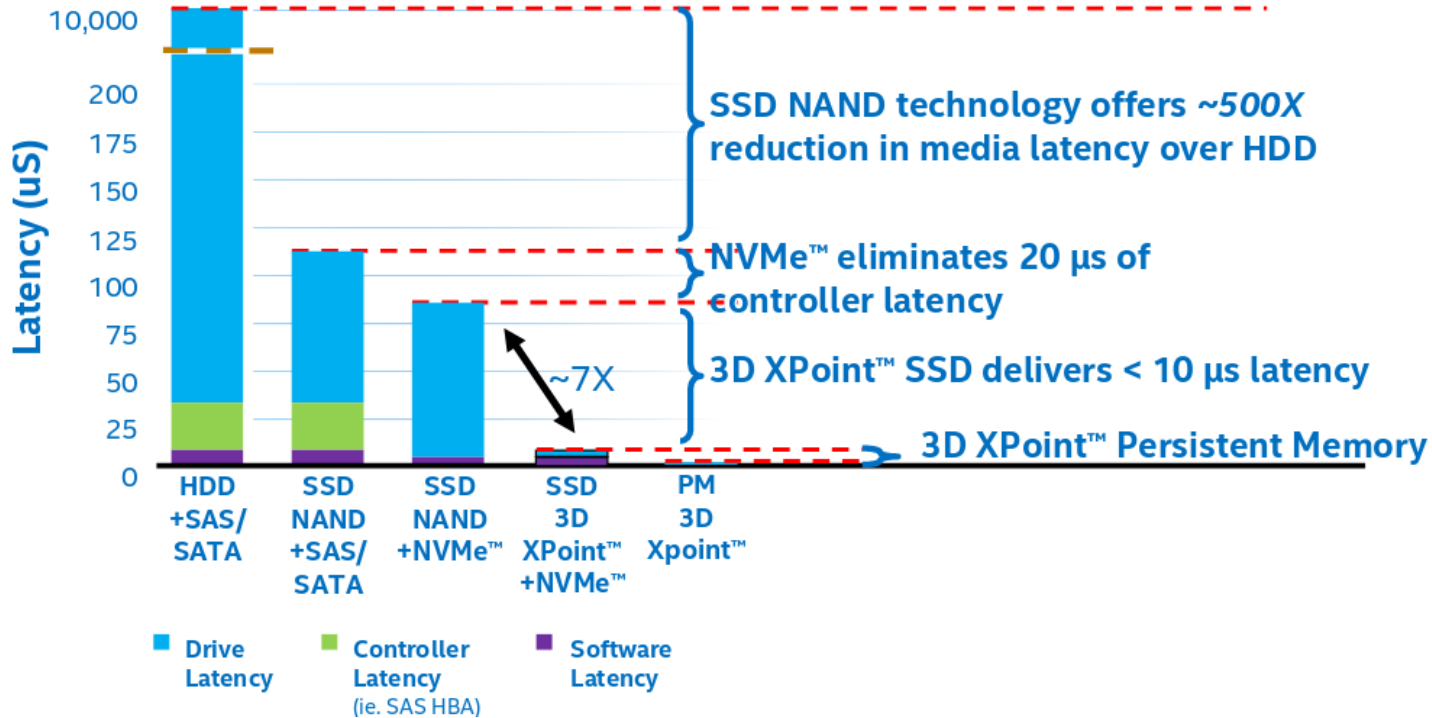 10,000
200
175
150
125
100
75
50
25
0
Latency (uS)
SSD NAND technology offers ~500X
reduction in media latency over HDD
NVMe™ eliminates 20 µs of
controller latency
~7X
3D XPoint™ SSD delivers < 10 µs latency
3D XPoint™ Persistent Memory
HDD
+SAS/
SATA
SSD
NAND
+SAS/
SATA
SSD
NAND
+NVMe™
SSD
3D
XPoint™
+NVMe™
PM
3D
Xpoint™
Drive
Latency
Controller
Latency
(ie. SAS HBA)
Software
Latency